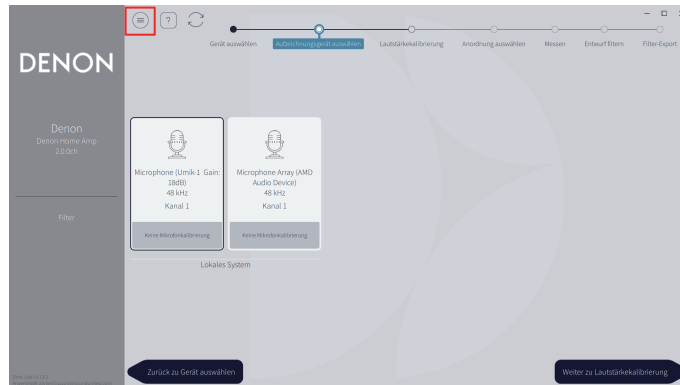 ?
Gerät auswählen
Aufzeichnungsgerät auswählen
Lautstärkekalibrierung
Anordnung auswählen
Messen
Entwurf filtern
Filter-Export
DENON
Denon
Denon Home Amp
2.0.0ch
Filter
Microphone (Umik-1 Gain:
18dB)
48 kHz
Kanal 1
Keine Mikrofonkalibrierung
Microphone Array (AMD
Audio Device)
48 kHz
Kanal 1
Keine Mikrofonkalibrierung
Lokales System
Zurück zu Gerät auswählen
Weiter zu Lautstärkekalibrierung